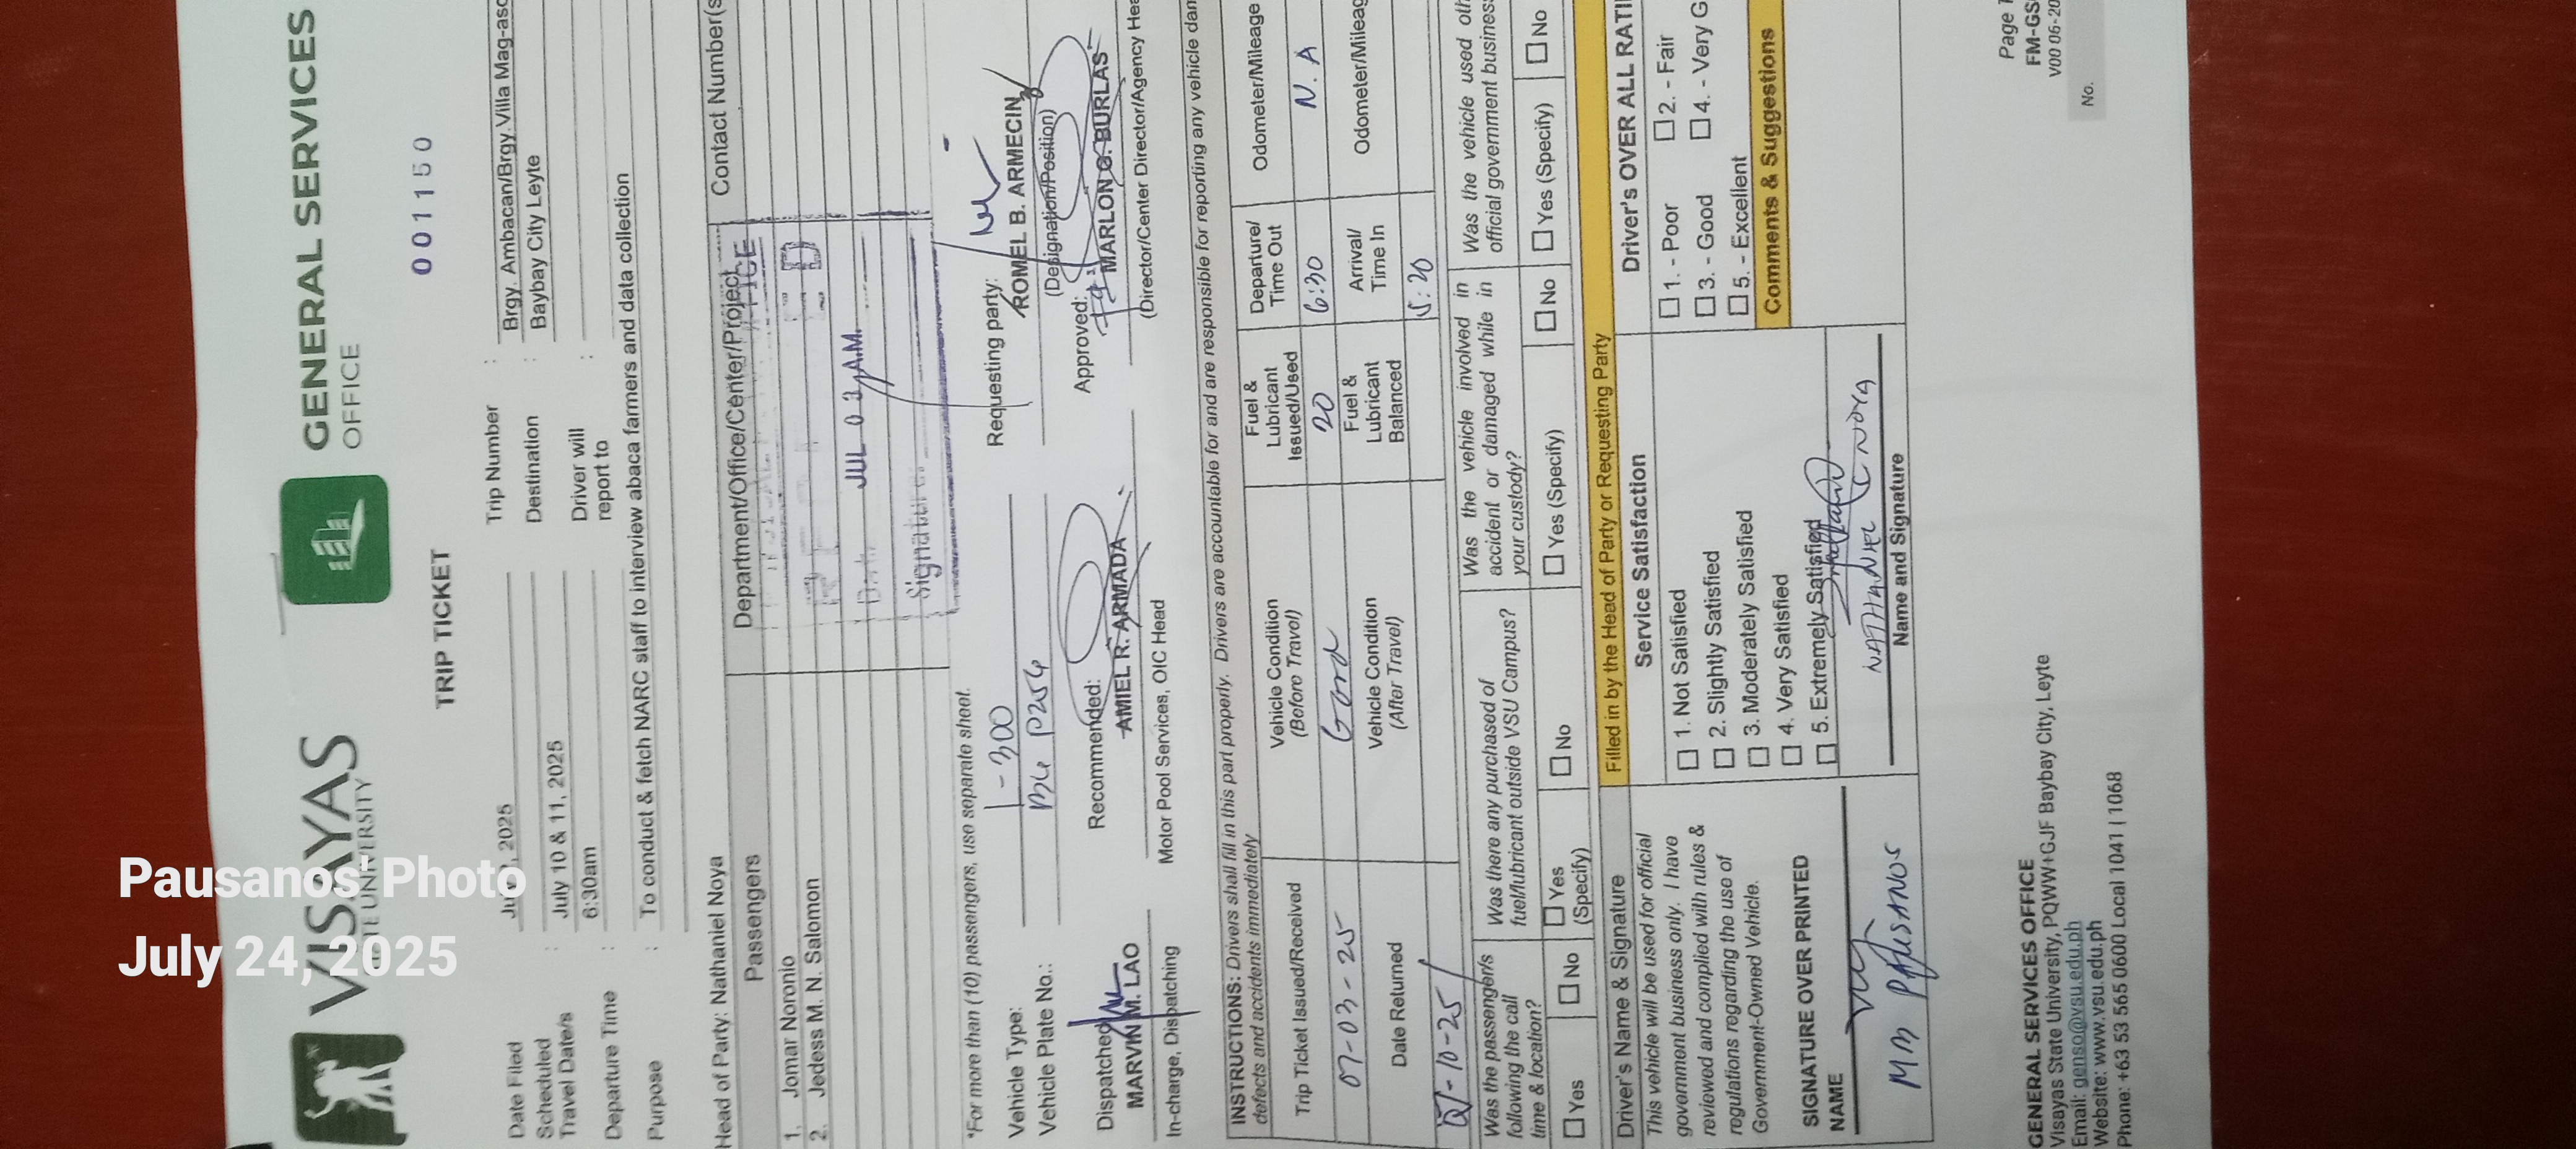 Pausanos' Photo
July 24, 2025
VISAYAS
STATE UNIVERSITY
GENERAL SERVICES
OFFICE
001150
TRIP TICKET
Date Filed : July , 2025
Trip Number :
Scheduled Travel Date/s : July 10 & 11, 2025
Destination : Brgy. Ambacan/Brgy.Villa Mag-aso
Baybay City Leyte
Departure Time : 6:30am
Driver will report to :
Purpose : To conduct & fetch NARC staff to interview abaca farmers and data collection
Head of Party: Nathaniel Noya
Passengers
Department/Office/Center/Project
Contact Number(s
1. Jomar Noronio
2. Jedess M. N. Salomon
JUL 0 3 A.M.
Signature
*For more than (10) passengers, use separate sheet.
Vehicle Type: L-300
Vehicle Plate No.:
Requesting party:
ROMEL B. ARMECIN
(Designation/Position)
Dispatched
MARVIN M. LAO
In-charge, Dispatching
Recommended:
AMIEL R. ARMADA
Motor Pool Services, OIC Head
Approved:
MARLON G. BURLAS
(Director/Center Director/Agency Hea
INSTRUCTIONS: Drivers shall fill in this part properly. Drivers are accountable for and are responsible for reporting any vehicle dam
defects and accidents immediately
Trip Ticket Issued/Received
Vehicle Condition
(Before Travel)
Fuel &
Lubricant
Issued/Used
Departure/
Time Out
Odometer/Mileage
07-03-25
Good
20
6:30
N.A
Date Returned
Vehicle Condition
(After Travel)
Fuel &
Lubricant
Balanced
Arrival/
Time In
Odometer/Mileag
07-10-25
5:20
Was the passenger/s
following the call
time & location?
Was there any purchased of
fuel/lubricant outside VSU Campus?
Was the vehicle involved in
accident or damaged while in
your custody?
Was the vehicle used oth
official government busines
Yes
No
Yes
(Specify)
No
Yes (Specify)
No
Yes (Specify)
No
Driver's Name & Signature
This vehicle will be used for official
government business only. I have
reviewed and complied with rules &
regulations regarding the use of
Government-Owned Vehicle.
SIGNATURE OVER PRINTED
NAME
MM PAUSANOS
Filled in by the Head of Party or Requesting Party
Service Satisfaction
1. Not Satisfied
2. Slightly Satisfied
3. Moderately Satisfied
4. Very Satisfied
5. Extremely Satisfied
NATHANIEL C NOYA
Name and Signature
Driver's OVER ALL RATI
1. - Poor
2. - Fair
3. - Good
4. - Very G
5. - Excellent
Comments & Suggestions
GENERAL SERVICES OFFICE
Visayas State University, PQWW+GJF Baybay City, Leyte
Email: genso@vsu.edu.ph
Website: www.vsu.edu.ph
Phone: +63 53 565 0600 Local 1041 | 1068
Page 1
FM-GS
V00 06-20
No.